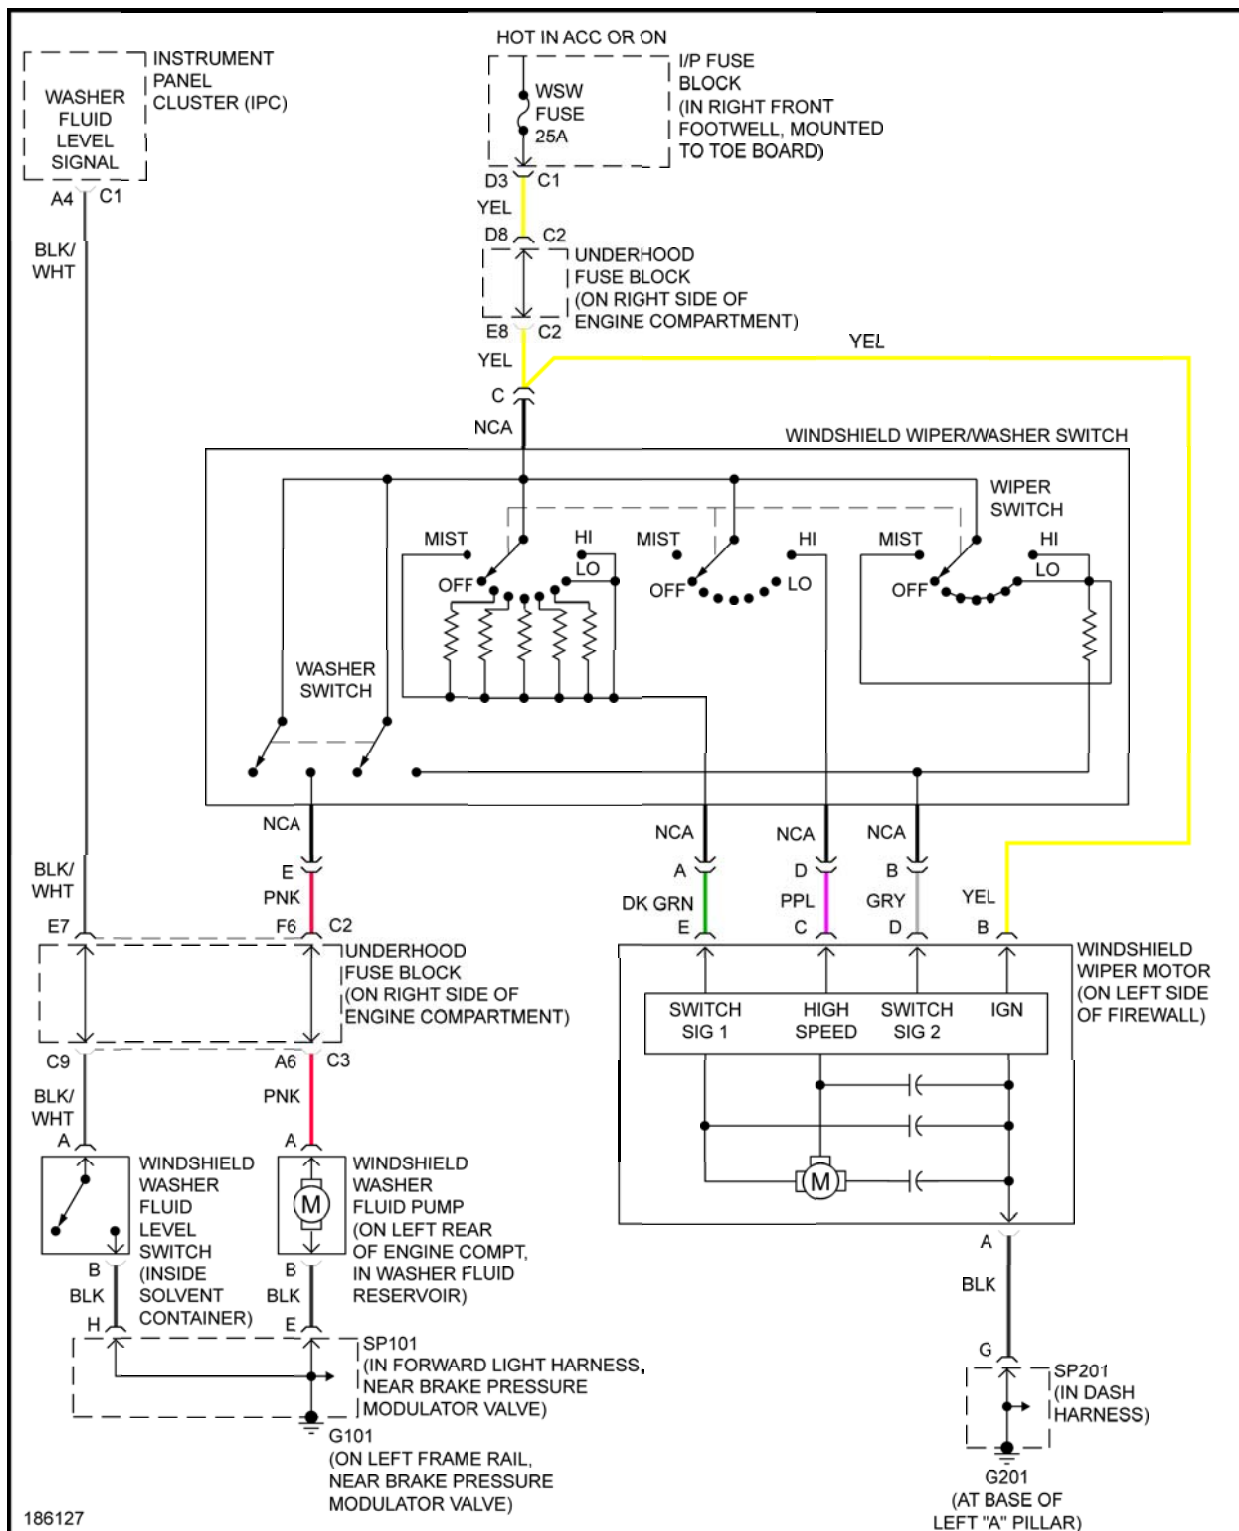 HOT IN ACC OR ON
INSTRUMENT
PANEL
CLUSTER (IPC)
WASHER
FLUID
LEVEL
SIGNAL
A4
C1
BLK/
WHT
WSW
FUSE
25A
I/P FUSE
BLOCK
(IN RIGHT FRONT
FOOTWELL, MOUNTED
TO TOE BOARD)
D3
C1
YEL
D8
C2
UNDERHOOD
FUSE BLOCK
(ON RIGHT SIDE OF
ENGINE COMPARTMENT)
E8
C2
YEL
YEL
C
NCA
WINDSHIELD WIPER/WASHER SWITCH
WIPER
SWITCH
MIST
HI
LO
OFF
MIST
HI
LO
OFF
MIST
HI
LO
OFF
WASHER
SWITCH
NCA
NCA
NCA
NCA
E
A
D
B
BLK/
WHT
PNK
DK GRN
PPL
GRY
YEL
E7
F6
C2
E
C
D
B
UNDERHOOD
FUSE BLOCK
(ON RIGHT SIDE OF
ENGINE COMPARTMENT)
WINDSHIELD
WIPER MOTOR
(ON LEFT SIDE
OF FIREWALL)
SWITCH
SIG 1
HIGH
SPEED
SWITCH
SIG 2
IGN
C9
A6
C3
BLK/
WHT
PNK
A
A
WINDSHIELD
WASHER
FLUID
LEVEL
SWITCH
(INSIDE
SOLVENT
CONTAINER)
M
WINDSHIELD
WASHER
FLUID PUMP
(ON LEFT REAR
OF ENGINE COMPT,
IN WASHER FLUID
RESERVOIR)
M
B
B
BLK
BLK
H
E
SP101
(IN FORWARD LIGHT HARNESS,
NEAR BRAKE PRESSURE
MODULATOR VALVE)
G101
(ON LEFT FRAME RAIL,
NEAR BRAKE PRESSURE
MODULATOR VALVE)
A
BLK
G
SP201
(IN DASH
HARNESS)
G201
(AT BASE OF
LEFT "A" PILLAR)
186127